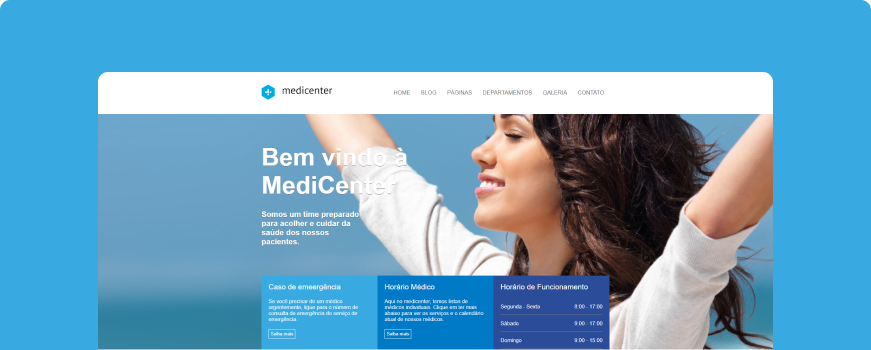 medicenter
HOME BLOG PÁGINAS DEPARTAMENTOS GALERIA CONTATO
Bem vindo à
MediCenter
Somos um time preparado
para acolher e cuidar da
saúde dos nossos
pacientes.
Caso de emeergência
Se você precisar de um médico
urgentemente, ligue para o número de
consulta de emergência do serviço de
emergência.
Saiba mais
Horário Médico
Aqui no medicenter, temos listas de
médicos individuais. Clique em ler mais
abaixo para ver os serviços e o calendário
atual de nossos médicos.
Saiba mais
Horário de Funcionamento
Segunda - Sexta 8:00 - 17:00
Sábado 9:00 - 17:00
Domingo 9:00 - 15:00